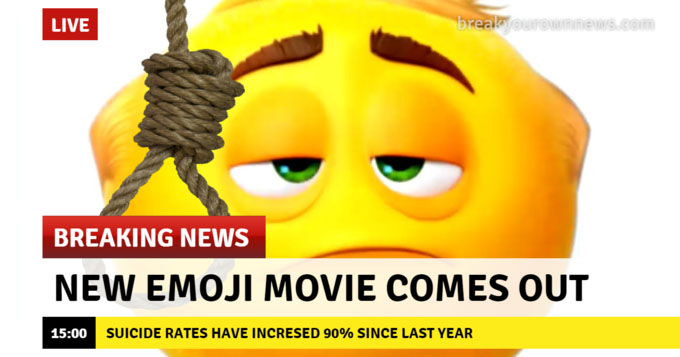 LIVE
breakyourownnews.com
BREAKING NEWS
NEW EMOJI MOVIE COMES OUT
15:00 SUICIDE RATES HAVE INCRESED 90% SINCE LAST YEAR